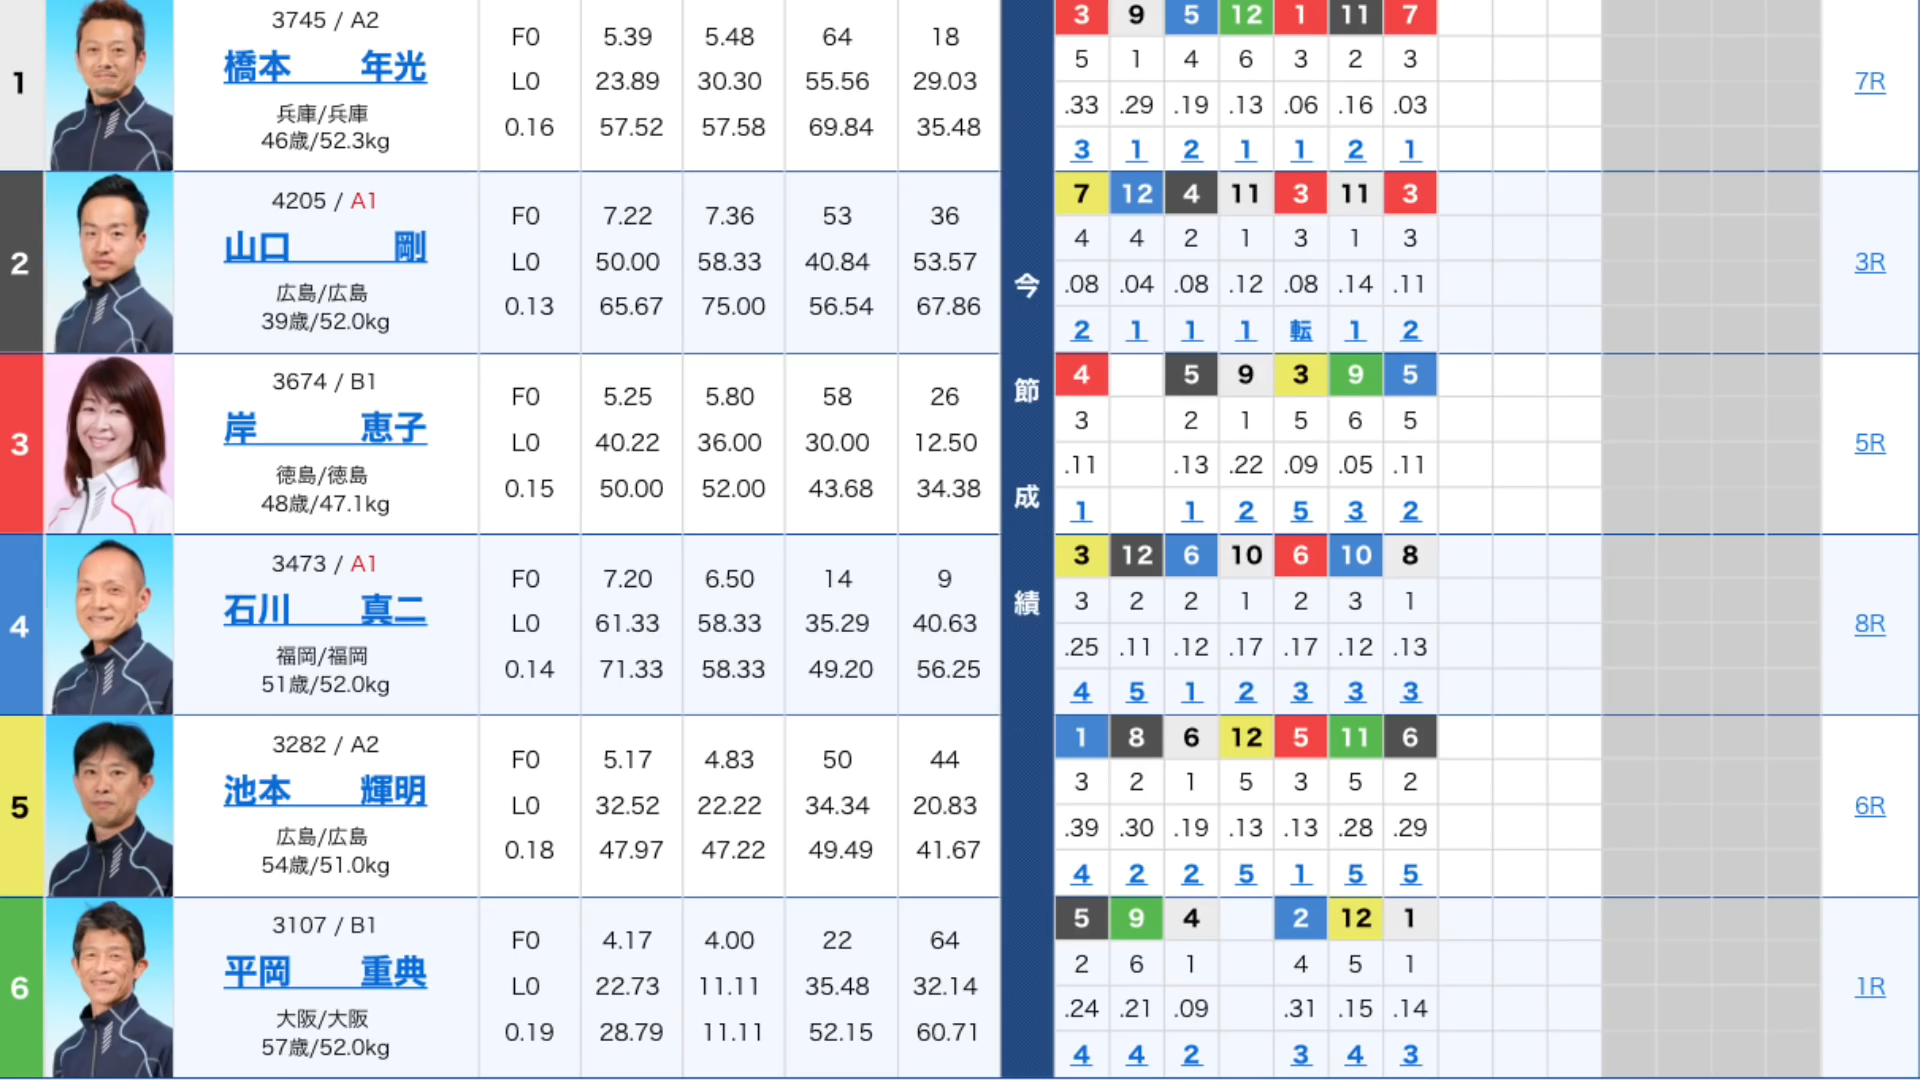 1
3745 / A2
橋本 年光
兵庫/兵庫
46歳/52.3kg
F0 5.39 5.48 64 18
L0 23.89 30.30 55.56 29.03
0.16 57.52 57.58 69.84 35.48
3 9 5 12 1 11 7
5 1 4 6 3 2 3
.33 .29 .19 .13 .06 .16 .03
3 1 2 1 1 2 1
7R
2
4205 / A1
山口 剛
広島/広島
39歳/52.0kg
F0 7.22 7.36 53 36
L0 50.00 58.33 40.84 53.57
0.13 65.67 75.00 56.54 67.86
今節成績
7 12 4 11 3 11 3
4 4 2 1 3 1 3
.08 .04 .08 .12 .08 .14 .11
2 1 1 1 転 1 2
3R
3
3674 / B1
岸 恵子
徳島/徳島
48歳/47.1kg
F0 5.25 5.80 58 26
L0 40.22 36.00 30.00 12.50
0.15 50.00 52.00 43.68 34.38
4 5 9 3 9 5
3 2 1 5 6 5
.11 .13 .22 .09 .05 .11
1 1 2 5 3 2
5R
4
3473 / A1
石川 真二
福岡/福岡
51歳/52.0kg
F0 7.20 6.50 14 9
L0 61.33 58.33 35.29 40.63
0.14 71.33 58.33 49.20 56.25
3 12 6 10 6 10 8
3 2 2 1 2 3 1
.25 .11 .12 .17 .17 .12 .13
4 5 1 2 3 3 3
8R
5
3282 / A2
池本 輝明
広島/広島
54歳/51.0kg
F0 5.17 4.83 50 44
L0 32.52 22.22 34.34 20.83
0.18 47.97 47.22 49.49 41.67
1 8 6 12 5 11 6
3 2 1 5 3 5 2
.39 .30 .19 .13 .13 .28 .29
4 2 2 5 1 5 5
6R
6
3107 / B1
平岡 重典
大阪/大阪
57歳/52.0kg
F0 4.17 4.00 22 64
L0 22.73 11.11 35.48 32.14
0.19 28.79 11.11 52.15 60.71
5 9 4 2 12 1
2 6 1 4 5 1
.24 .21 .09 .31 .15 .14
4 4 2 3 4 3
1R